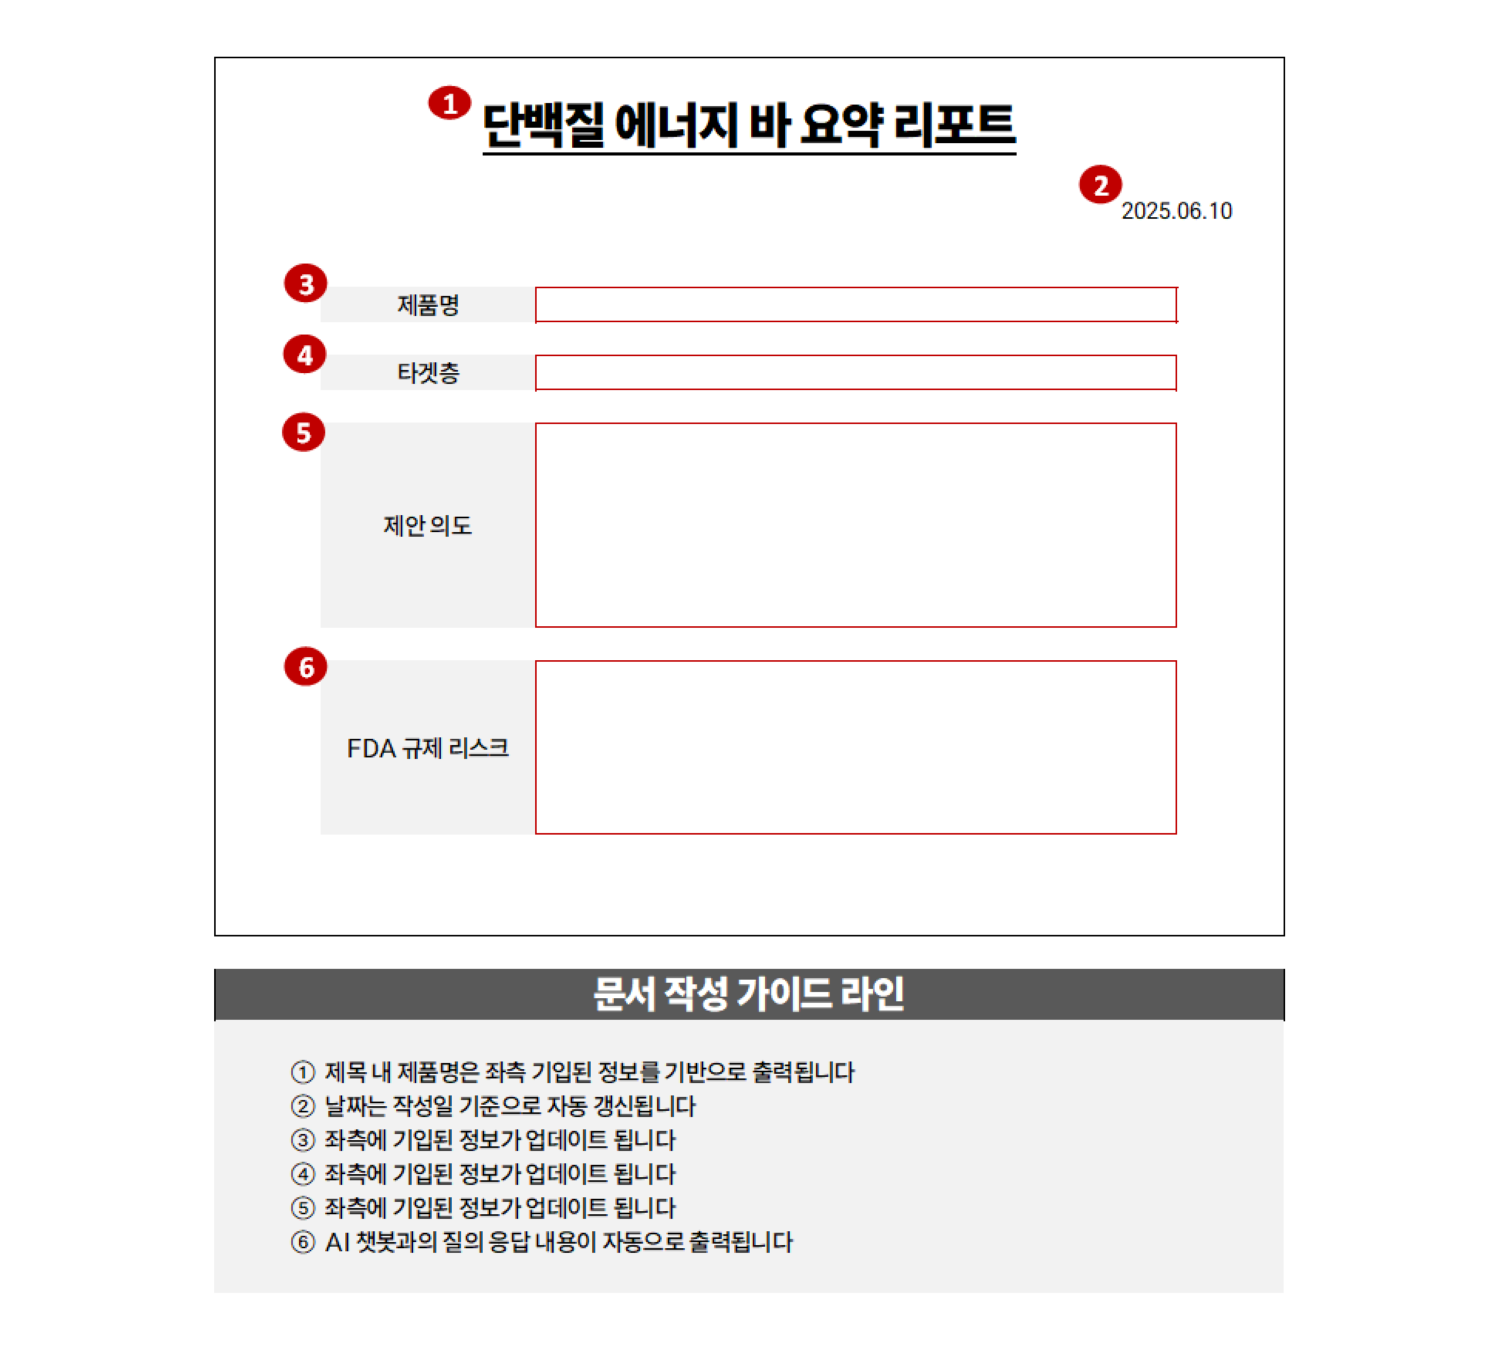 1 단백질 에너지 바 요약 리포트
2 2025.06.10
3 제품명
4 타겟층
5 제안 의도
6 FDA 규제 리스크
문서 작성 가이드 라인
① 제목 내 제품명은 좌측 기입된 정보를 기반으로 출력됩니다
② 날짜는 작성일 기준으로 자동 갱신됩니다
③ 좌측에 기입된 정보가 업데이트 됩니다
④ 좌측에 기입된 정보가 업데이트 됩니다
⑤ 좌측에 기입된 정보가 업데이트 됩니다
⑥ AI 챗봇과의 질의 응답 내용이 자동으로 출력됩니다